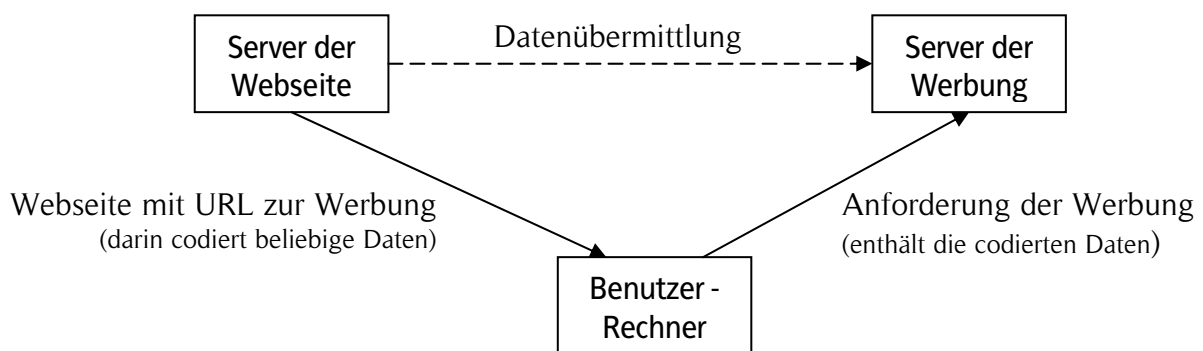 Server der
Webseite
Datenübermittlung
Server der
Werbung
Webseite mit URL zur Werbung
(darin codiert beliebige Daten)
Anforderung der Werbung
(enthält die codierten Daten)
Benutzer -
Rechner